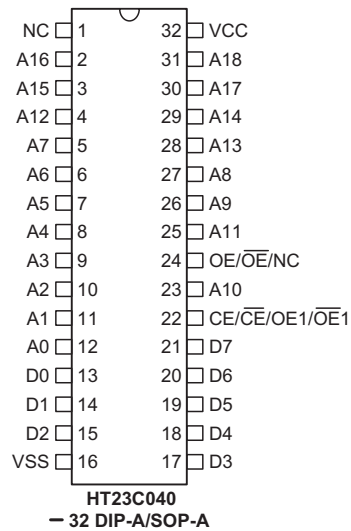 NC 1 32 VCC
A16 2 31 A18
A15 3 30 A17
A12 4 29 A14
A7 5 28 A13
A6 6 27 A8
A5 7 26 A9
A4 8 25 A11
A3 9 24 OE/O̅E̅/NC
A2 10 23 A10
A1 11 22 CE/C̅E̅/OE1/O̅E̅1
A0 12 21 D7
D0 13 20 D6
D1 14 19 D5
D2 15 18 D4
VSS 16 17 D3
HT23C040
– 32 DIP-A/SOP-A